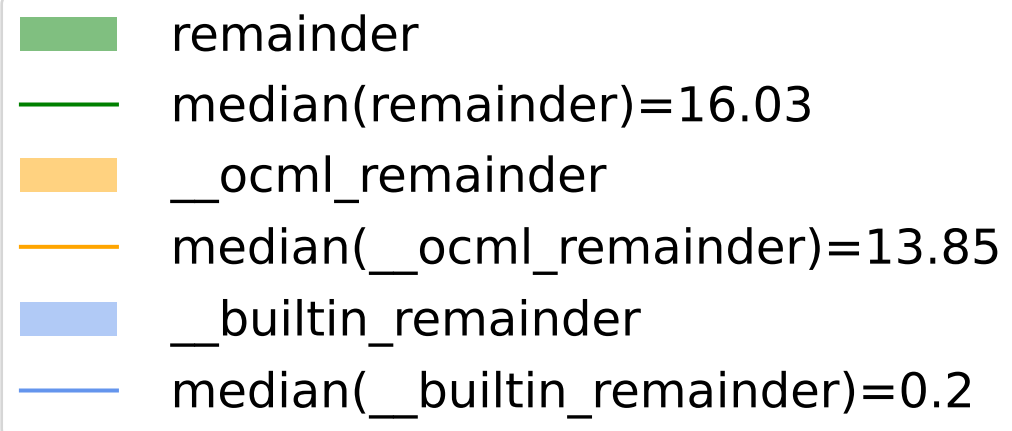 remainder
median(remainder)=16.03
__ocml_remainder
median(__ocml_remainder)=13.85
__builtin_remainder
median(__builtin_remainder)=0.2